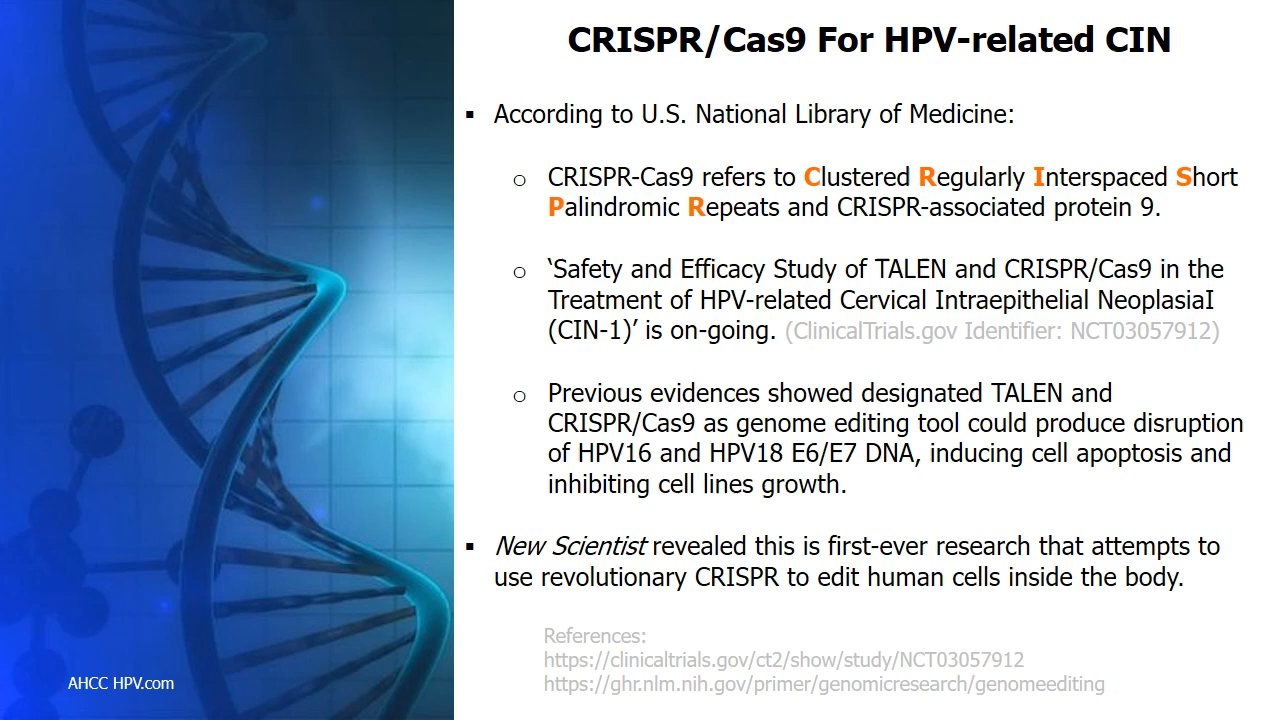 CRISPR/Cas9 For HPV-related CIN
▪ According to U.S. National Library of Medicine:
o CRISPR-Cas9 refers to Clustered Regularly Interspaced Short
Palindromic Repeats and CRISPR-associated protein 9.
o ‘Safety and Efficacy Study of TALEN and CRISPR/Cas9 in the
Treatment of HPV-related Cervical Intraepithelial NeoplasiaI
(CIN-1)’ is on-going. (ClinicalTrials.gov Identifier: NCT03057912)
o Previous evidences showed designated TALEN and
CRISPR/Cas9 as genome editing tool could produce disruption
of HPV16 and HPV18 E6/E7 DNA, inducing cell apoptosis and
inhibiting cell lines growth.
▪ New Scientist revealed this is first-ever research that attempts to
use revolutionary CRISPR to edit human cells inside the body.
References:
https://clinicaltrials.gov/ct2/show/study/NCT03057912
https://ghr.nlm.nih.gov/primer/genomicresearch/genomeediting
AHCC HPV.com